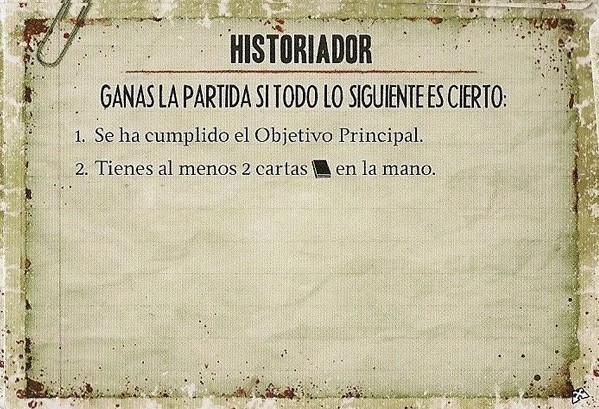 HISTORIADOR
GANAS LA PARTIDA SI TODO LO SIGUIENTE ES CIERTO:
1. Se ha cumplido el Objetivo Principal.
2. Tienes al menos 2 cartas en la mano.